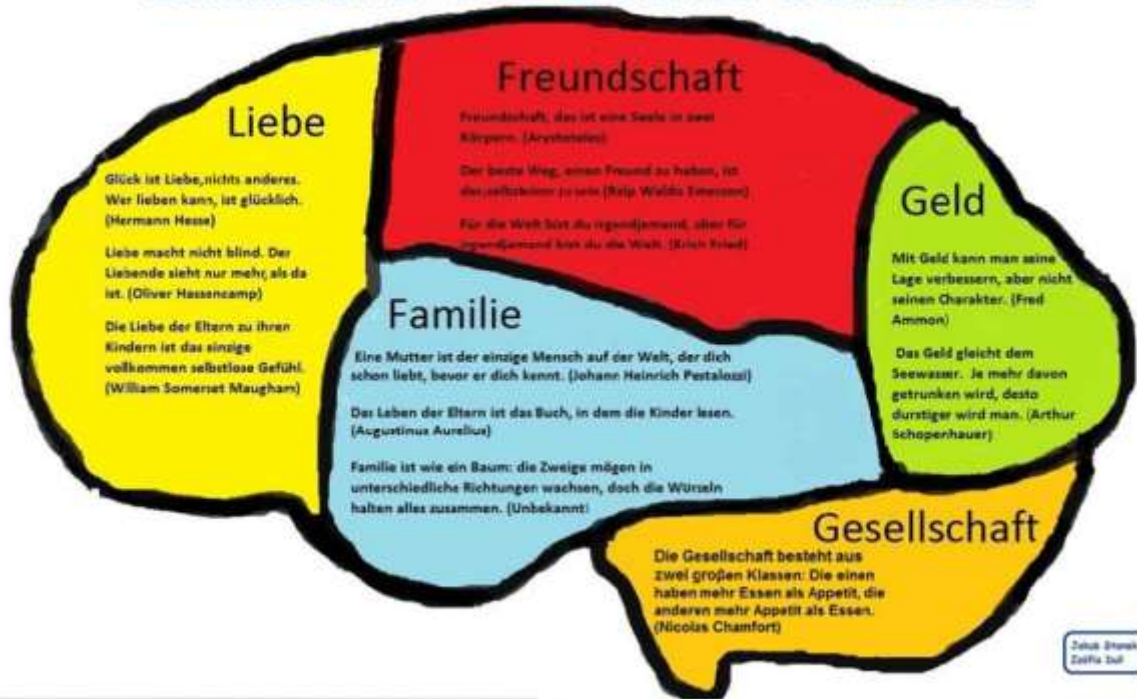 Liebe
Glück ist Liebe, nichts anderes.
Wer lieben kann, ist glücklich.
(Hermann Hesse)
Liebe macht nicht blind. Der
Liebende sieht nur mehr, als da
ist. (Oliver Hassencamp)
Die Liebe der Eltern zu ihren
Kindern ist das einzige
vollkommen selbstlose Gefühl.
(William Somerset Maugham)
Freundschaft
Freundschaft, das ist eine Seele in zwei
Körpern. (Arystoteles)
Der beste Weg, einen Freund zu haben, ist
der, selbst einer zu sein (Ralp Waldo Emerson)
Für die Welt bist du irgendjemand, aber für
irgendjemand bist du die Welt. (Erich Fried)
Familie
Eine Mutter ist der einzige Mensch auf der Welt, der dich
schon liebt, bevor er dich kennt. (Johann Heinrich Pestalozzi)
Das Leben der Eltern ist das Buch, in dem die Kinder lesen.
(Augustinus Aurelius)
Familie ist wie ein Baum: die Zweige mögen in
unterschiedliche Richtungen wachsen, doch die Wurzeln
halten alles zusammen. (Unbekannt)
Geld
Mit Geld kann man seine
Lage verbessern, aber nicht
seinen Charakter. (Fred
Ammon)
Das Geld gleicht dem
Seewasser. Je mehr davon
getrunken wird, desto
durstiger wird man. (Arthur
Schopenhauer)
Gesellschaft
Die Gesellschaft besteht aus
zwei großen Klassen: Die einen
haben mehr Essen als Appetit, die
anderen mehr Appetit als Essen.
(Nicolas Chamfort)